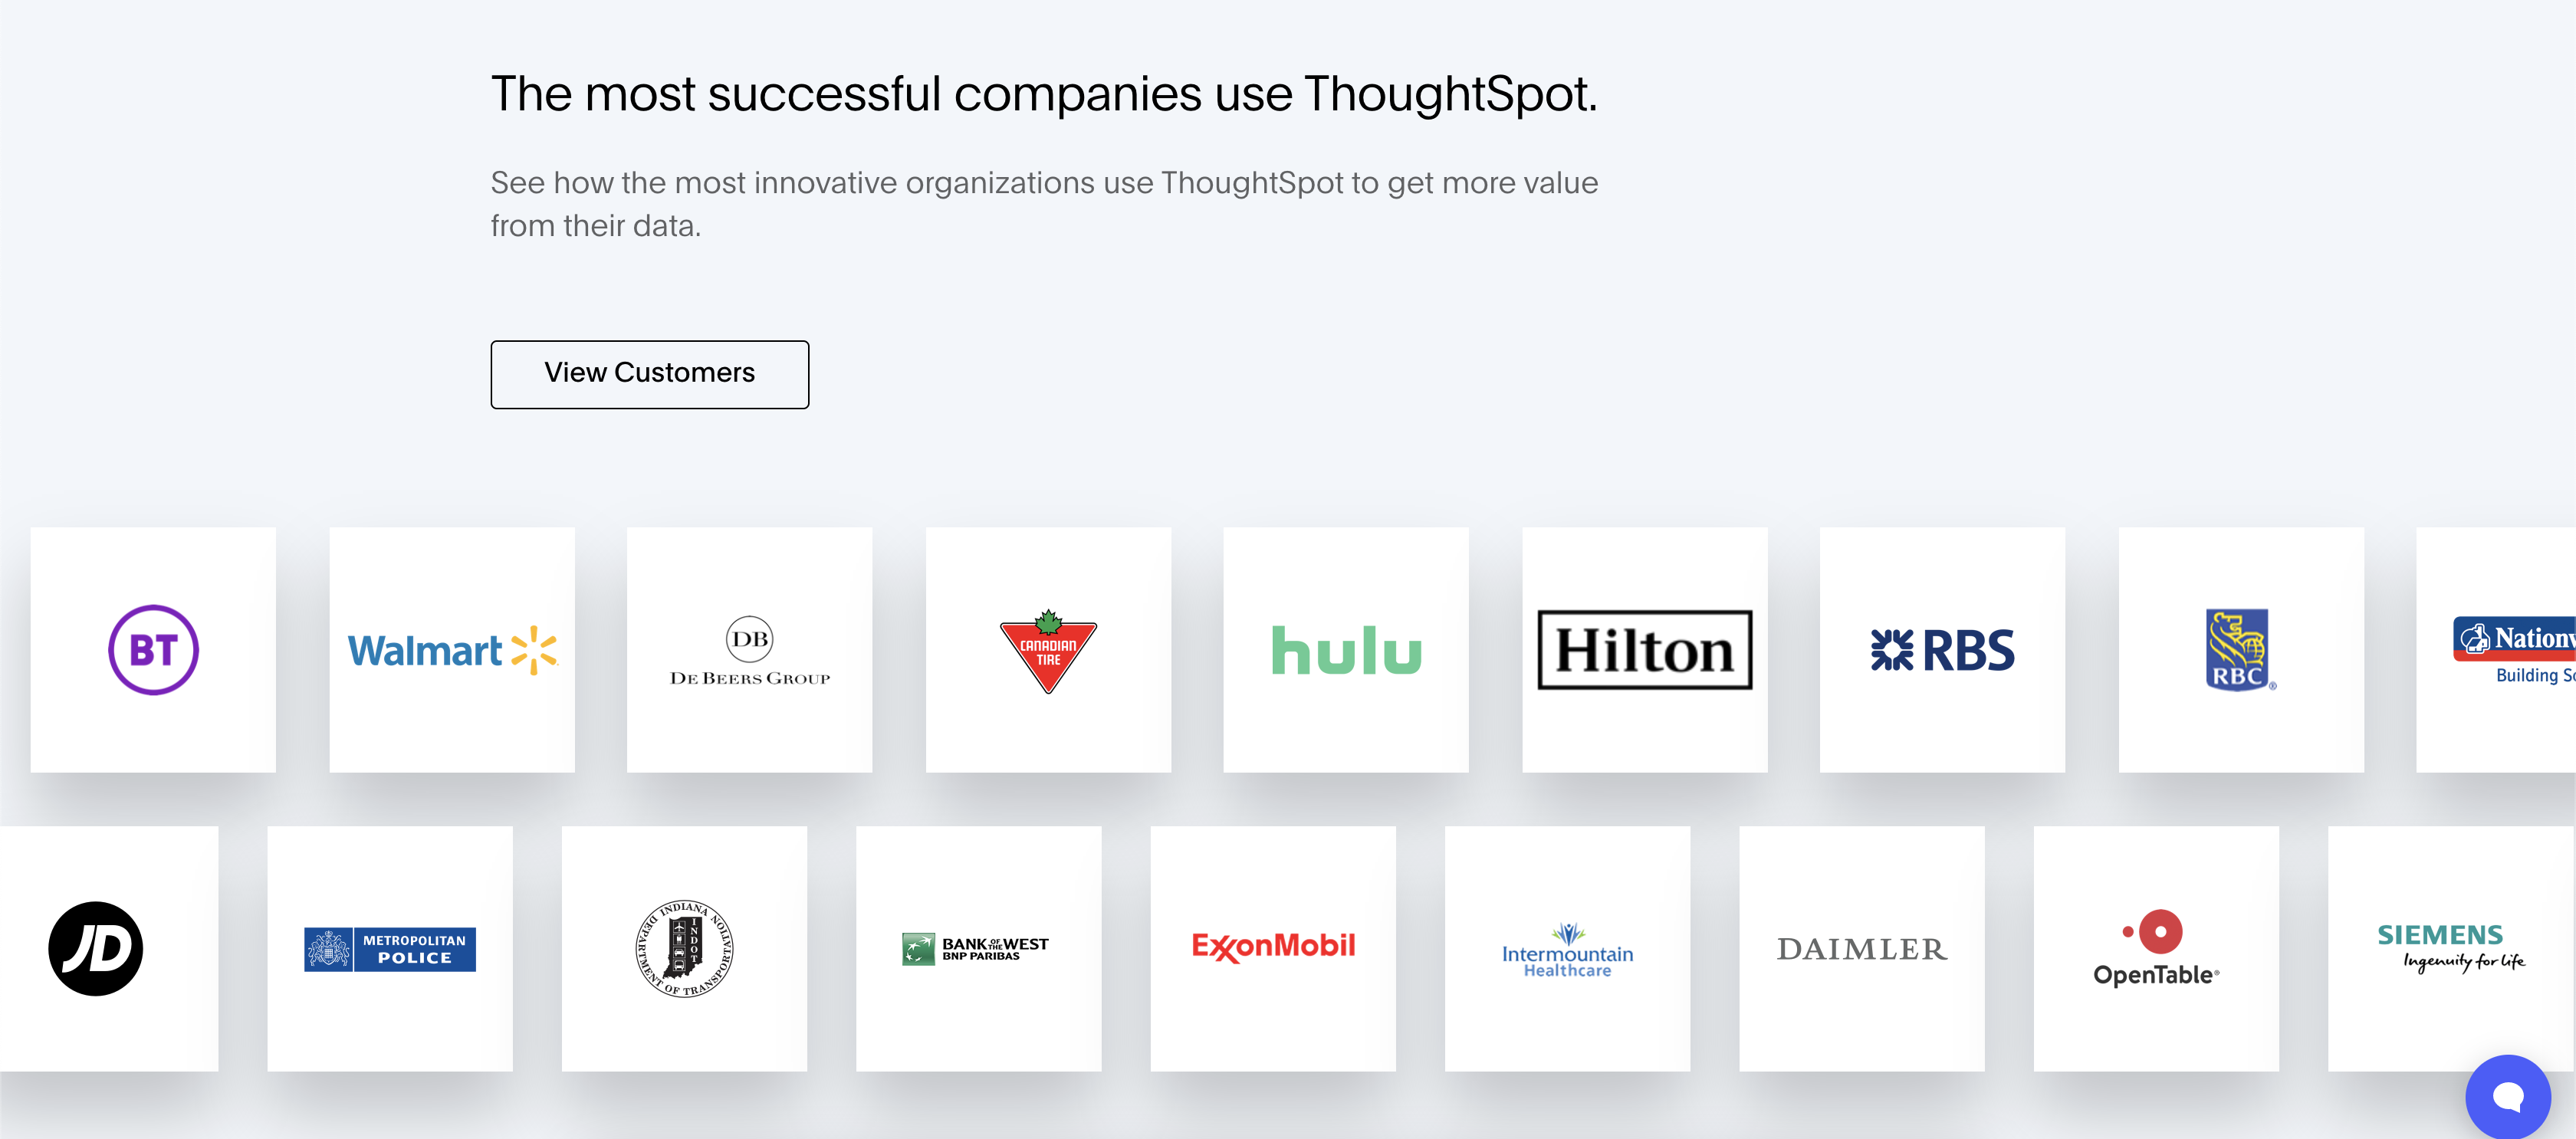 The most successful companies use ThoughtSpot.
See how the most innovative organizations use ThoughtSpot to get more value
from their data.
View Customers
BT
Walmart
DB
DE BEERS GROUP
CANADIAN
TIRE
hulu
Hilton
RBS
RBC®
Building
JD
METROPOLITAN
POLICE
INDIANA DEPARTMENT OF TRANSPORTATION
INDOT
BANK OF THE WEST
BNP PARIBAS
ExxonMobil
Intermountain
Healthcare
DAIMLER
OpenTable®
SIEMENS
Ingenuity for life